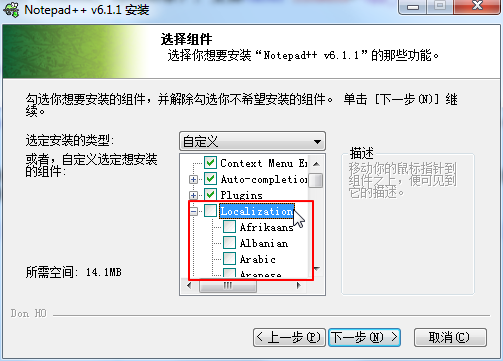 Notepad++ v6.1.1 安装
选择组件
选择你想要安装“Notepad++ v6.1.1”的那些功能。
勾选你想要安装的组件，并解除勾选你不希望安装的组件。 单击 [下一步(N)] 继
续。
选定安装的类型:
自定义
或者，自定义选定想安装
的组件:
Context Menu En
Auto-completion
Plugins
Localization
Afrikaans
Albanian
Arabic
Aranese
描述
移动你的鼠标指针到
组件之上，便可见到
它的描述。
所需空间: 14.1MB
Don HO
< 上一步(P)
下一步(N) >
取消(C)